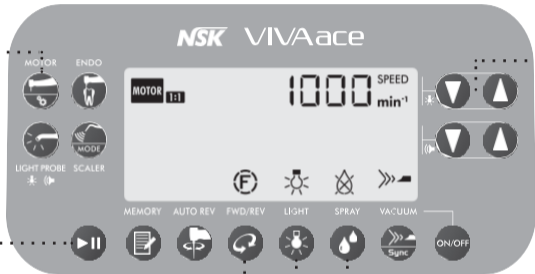 NSK VIVAace
MOTOR ENDO
MOTOR 1:1 1000 SPEED min⁻¹
MODE
LIGHT PROBE SCALER
F
MEMORY AUTO REV FWD/REV LIGHT SPRAY VACUUM
Sync
ON/OFF